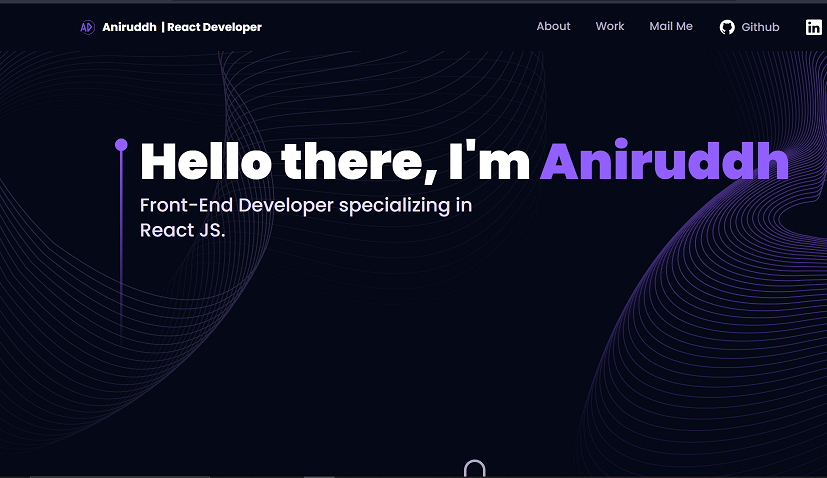 AD Aniruddh | React Developer
About Work Mail Me Github in
Hello there, I'm Aniruddh
Front-End Developer specializing in
React JS.